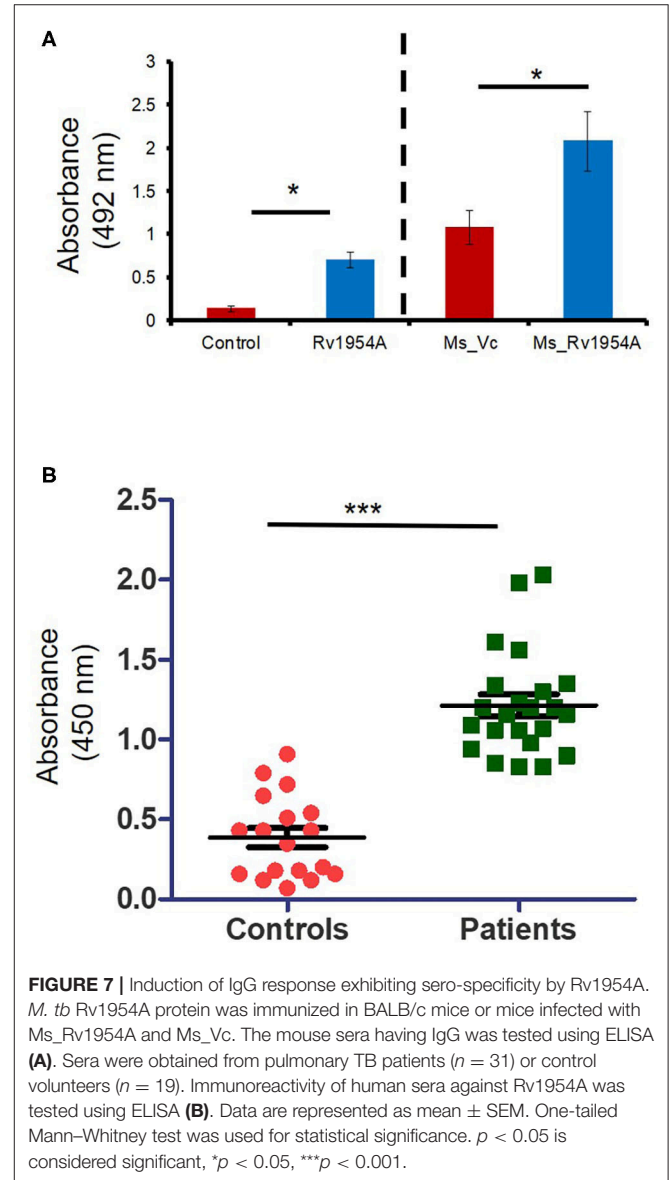 A
Absorbance
(492 nm)
3
2.5
2
1.5
1
0.5
0
*
*
Control Rv1954A Ms_Vc Ms_Rv1954A
B
Absorbance
(450 nm)
2.5
2.0
1.5
1.0
0.5
0.0
***
Controls Patients
FIGURE 7 | Induction of IgG response exhibiting sero-specificity by Rv1954A.
M. tb Rv1954A protein was immunized in BALB/c mice or mice infected with
Ms_Rv1954A and Ms_Vc. The mouse sera having IgG was tested using ELISA
(A). Sera were obtained from pulmonary TB patients (n = 31) or control
volunteers (n = 19). Immunoreactivity of human sera against Rv1954A was
tested using ELISA (B). Data are represented as mean ± SEM. One-tailed
Mann–Whitney test was used for statistical significance. p < 0.05 is
considered significant, *p < 0.05, ***p < 0.001.